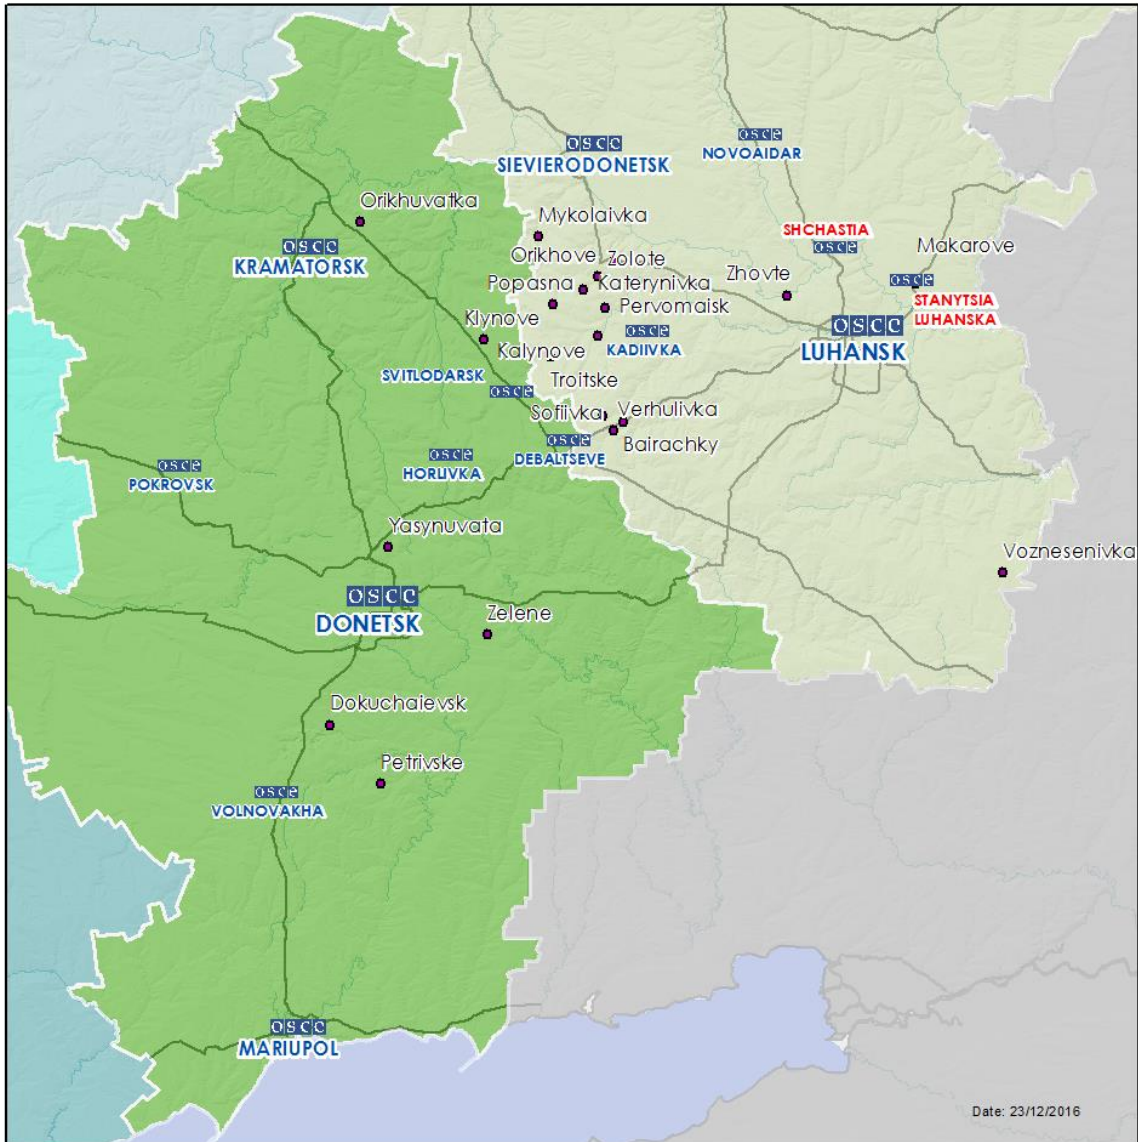 osce
NOVOAIDAR
osce
SIEVIERODONETSK
Orikhuvatka
Mykolaivka
SHCHASTIA
osce
Makarove
osce
KRAMATORSK
Orikhove
Zolote
Zhovte
osce
STANYTSIA
LUHANSKA
Popasna
Katerynivka
Pervomaisk
Klynove
osce
KADIIVKA
osce
LUHANSK
Kalynove
SVITLODARSK
osce
Troitske
Sofiivka
Verhulivka
Bairachky
osce
DEBALTSEVE
osce
HORLIVKA
osce
POKROVSK
Yasynuvata
Voznesenivka
osce
DONETSK
Zelene
Dokuchaievsk
Petrivske
osce
VOLNOVAKHA
osce
MARIUPOL
Date: 23/12/2016